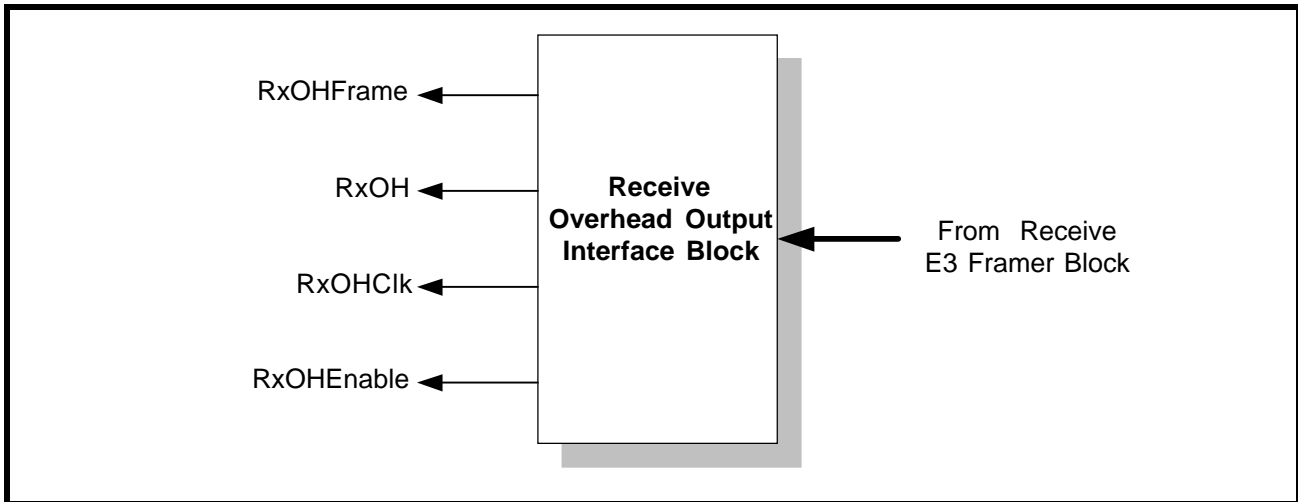 RxOHFrame
RxOH
RxOHClk
RxOHEnable
Receive
Overhead Output
Interface Block
From Receive
E3 Framer Block